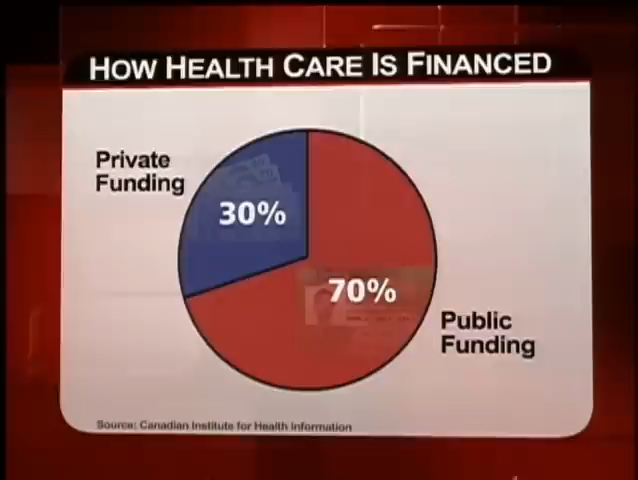 HOW HEALTH CARE IS FINANCED
Private
Funding
30%
70%
Public
Funding
Source: Canadian Institute for Health Information